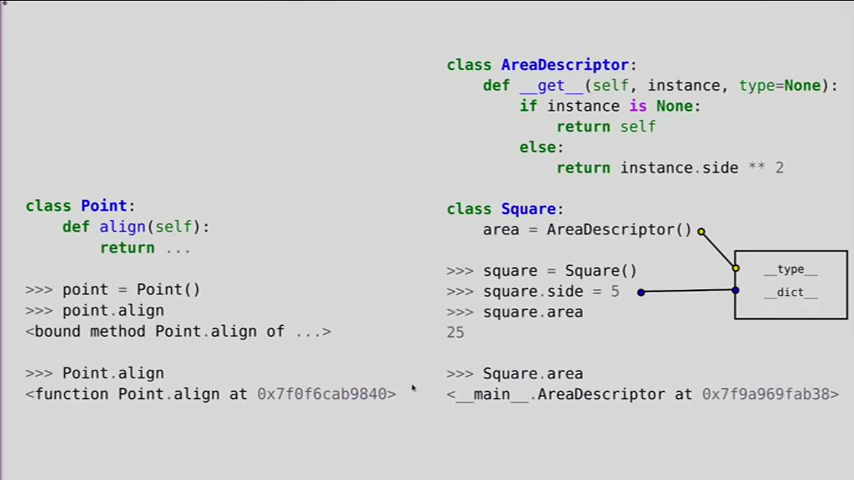 class Point:
    def align(self):
        return ...
>>> point = Point()
>>> point.align
<bound method Point.align of ...>
>>> Point.align
<function Point.align at 0x7f0f6cab9840>
class AreaDescriptor:
    def __get__(self, instance, type=None):
        if instance is None:
            return self
        else:
            return instance.side ** 2
class Square:
    area = AreaDescriptor()
>>> square = Square()
>>> square.side = 5
>>> square.area
25
>>> Square.area
<__main__.AreaDescriptor at 0x7f9a969fab38>
__type__
__dict__